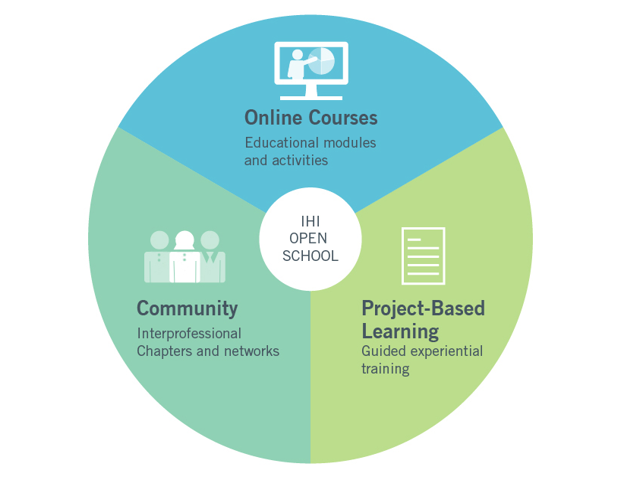 Online Courses
Educational modules
and activities
IHI
OPEN
SCHOOL
Community
Interprofessional
Chapters and networks
Project-Based
Learning
Guided experiential
training